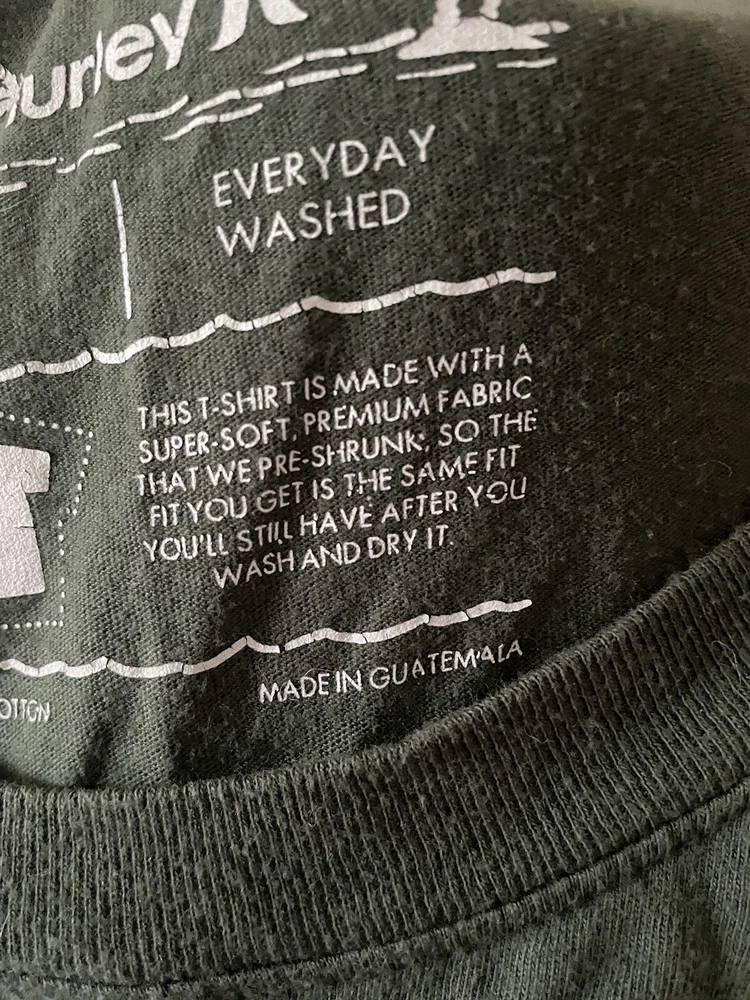 Hurley
EVERYDAY
WASHED
THIS T-SHIRT IS MADE WITH A
SUPER-SOFT, PREMIUM FABRIC
THAT WE PRE-SHRUNK, SO THE
FIT YOU GET IS THE SAME FIT
YOU'LL STILL HAVE AFTER YOU
WASH AND DRY IT.
MADE IN GUATEMALA
OTTON